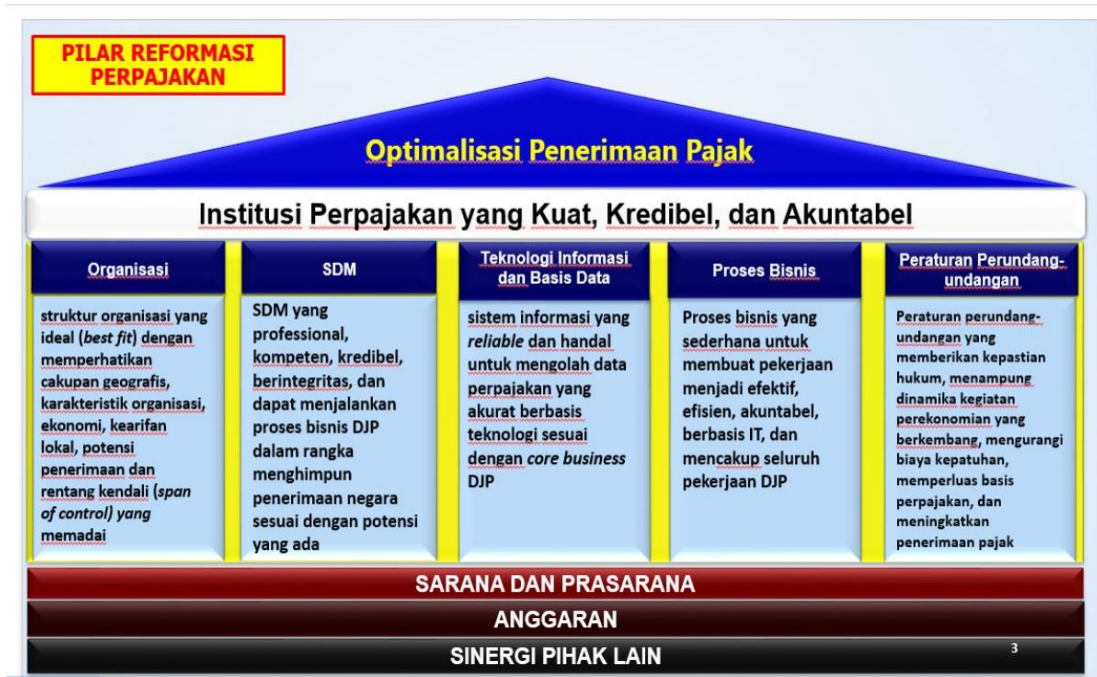 PILAR REFORMASI
PERPAJAKAN
Optimalisasi Penerimaan Pajak
Institusi Perpajakan yang Kuat, Kredibel, dan Akuntabel
Organisasi
struktur organisasi yang
ideal (best fit) dengan
memperhatikan
cakupan geografis,
karakteristik organisasi,
ekonomi, kearifan
lokal, potensi
penerimaan dan
rentang kendali (span
of control) yang
memadai
SDM
SDM yang
professional,
kompeten, kredibel,
berintegritas, dan
dapat menjalankan
proses bisnis DJP
dalam rangka
menghimpun
penerimaan negara
sesuai dengan potensi
yang ada
Teknologi Informasi
dan Basis Data
sistem informasi yang
reliable dan handal
untuk mengolah data
perpajakan yang
akurat berbasis
teknologi sesuai
dengan core business
DJP
Proses Bisnis
Proses bisnis yang
sederhana untuk
membuat pekerjaan
menjadi efektif,
efisien, akuntabel,
berbasis IT, dan
mencakup seluruh
pekerjaan DJP
Peraturan Perundang-
undangan
Peraturan perundang-
undangan yang
memberikan kepastian
hukum, menampung
dinamika kegiatan
perekonomian yang
berkembang, mengurangi
biaya kepatuhan,
memperluas basis
perpajakan, dan
meningkatkan
penerimaan pajak
SARANA DAN PRASARANA
ANGGARAN
SINERGI PIHAK LAIN
3